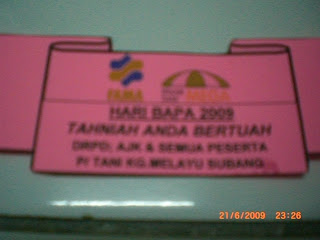 FAMA
MEGA
HARI BAPA 2009
TAHNIAH ANDA BERTUAH
DRPD; AJK & SEMUA PESERTA
P/ TANI KG.MELAYU SUBANG
21/6/2009 23:26